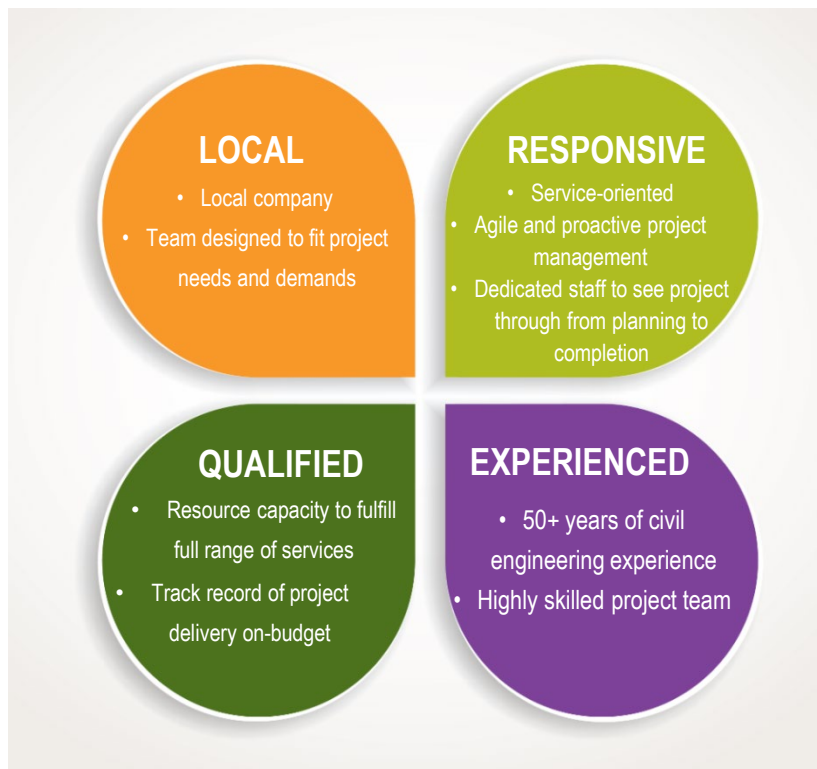 LOCAL
• Local company
• Team designed to fit project
needs and demands
RESPONSIVE
• Service-oriented
• Agile and proactive project
management
• Dedicated staff to see project
through from planning to
completion
QUALIFIED
• Resource capacity to fulfill
full range of services
• Track record of project
delivery on-budget
EXPERIENCED
• 50+ years of civil
engineering experience
• Highly skilled project team